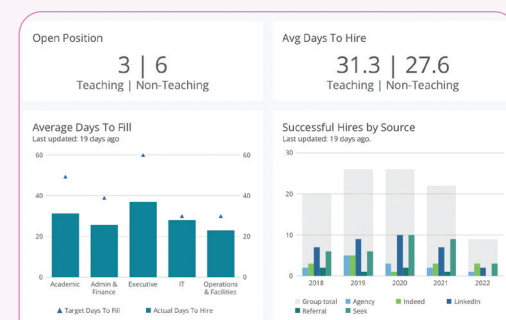 Open Position
3 | 6
Teaching | Non-Teaching
Avg Days To Hire
31.3 | 27.6
Teaching | Non-Teaching
Average Days To Fill
Last updated: 19 days ago
60 60
40 40
20 20
0 0
Academic Admin & Finance Executive IT Operations & Facilities
Target Days To Fill Actual Days To Hire
Successful Hires by Source
Last updated: 19 days ago.
30
20
10
0
2018 2019 2020 2021 2022
Group total Agency Indeed LinkedIn
Referral Seek